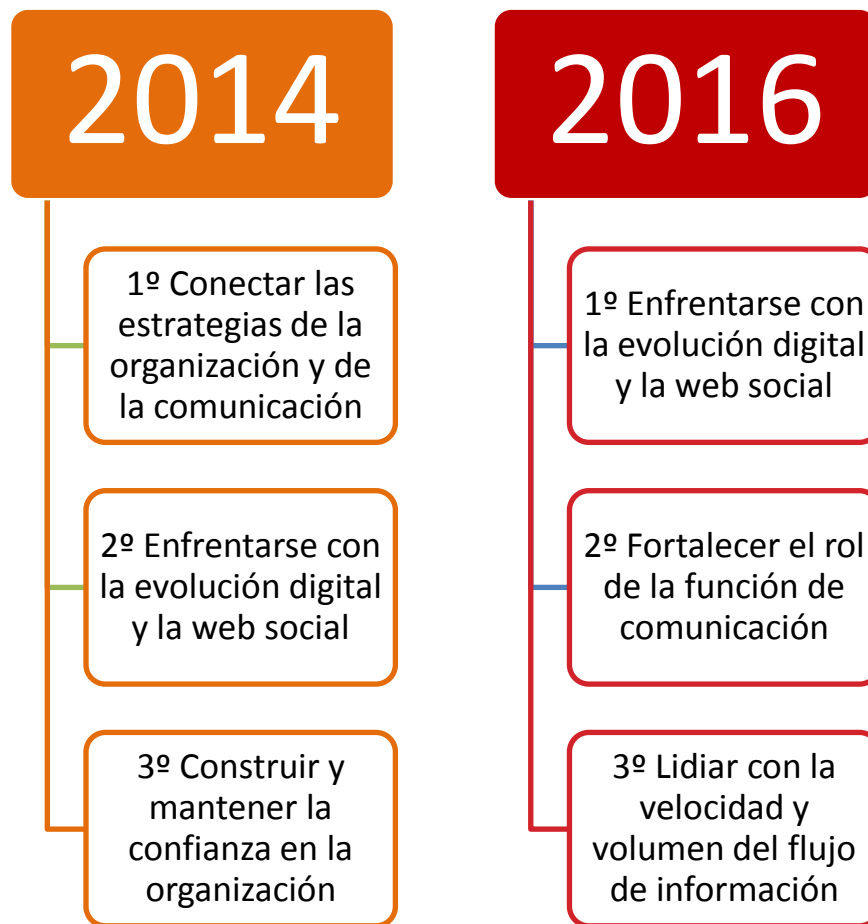 2014
1º Conectar las
estrategias de la
organización y de
la comunicación
2º Enfrentarse con
la evolución digital
y la web social
3º Construir y
mantener la
confianza en la
organización
2016
1º Enfrentarse con
la evolución digital
y la web social
2º Fortalecer el rol
de la función de
comunicación
3º Lidiar con la
velocidad y
volumen del flujo
de información